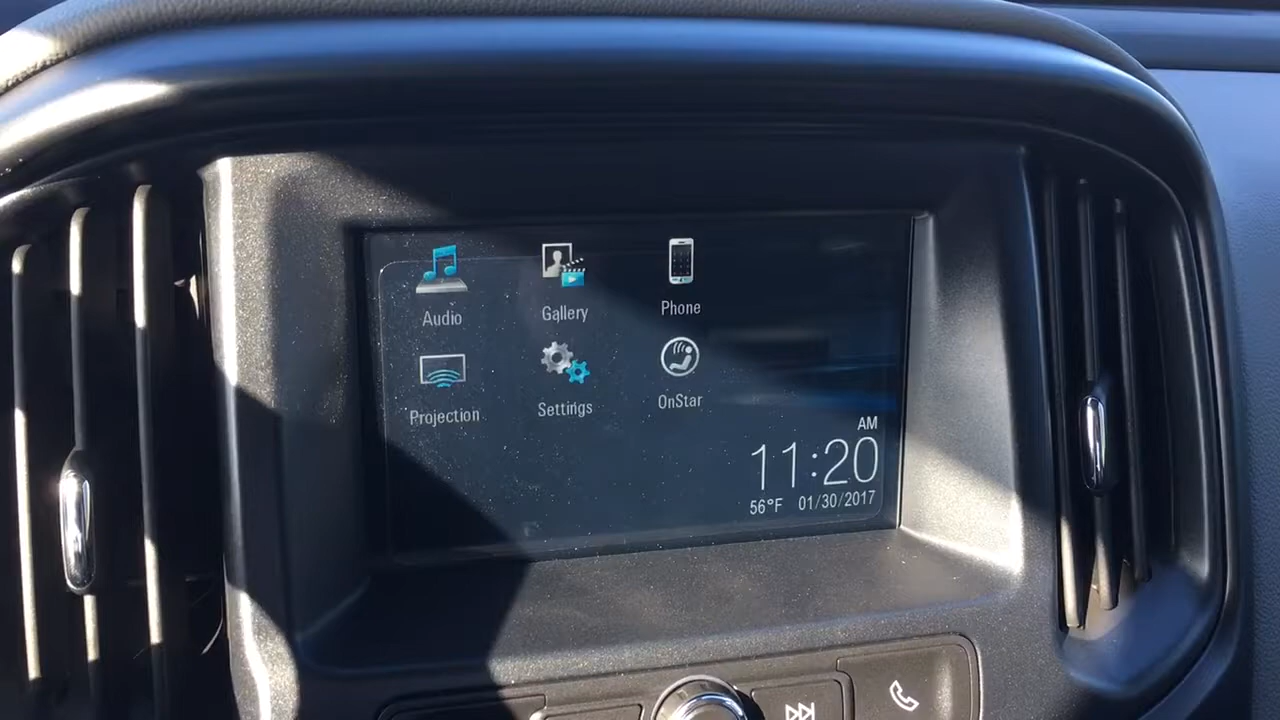 Audio Gallery Phone
Projection Settings OnStar
AM
11:20
56°F 01/30/2017